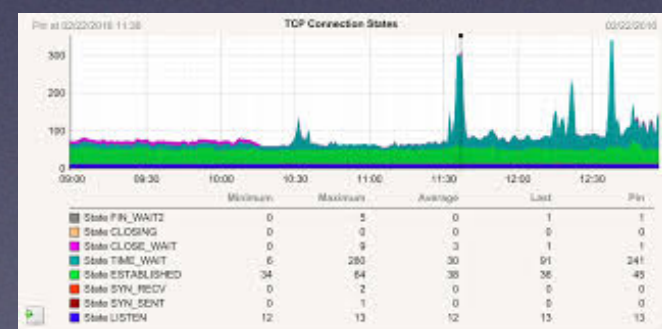 Pin at 02/22/2016 11:36 TCP Connection States 02/22/2016
300
200
100
0
09:00 09:30 10:00 10:30 11:00 11:30 12:00 12:30
Minimum Maximum Average Last Pin
State FIN_WAIT2 0 5 0 1 1
State CLOSING 0 0 0 0 0
State CLOSE_WAIT 0 9 3 1 1
State TIME_WAIT 6 280 30 91 241
State ESTABLISHED 34 64 38 36 45
State SYN_RECV 0 2 0 0 0
State SYN_SENT 0 1 0 0 0
State LISTEN 12 13 12 13 13